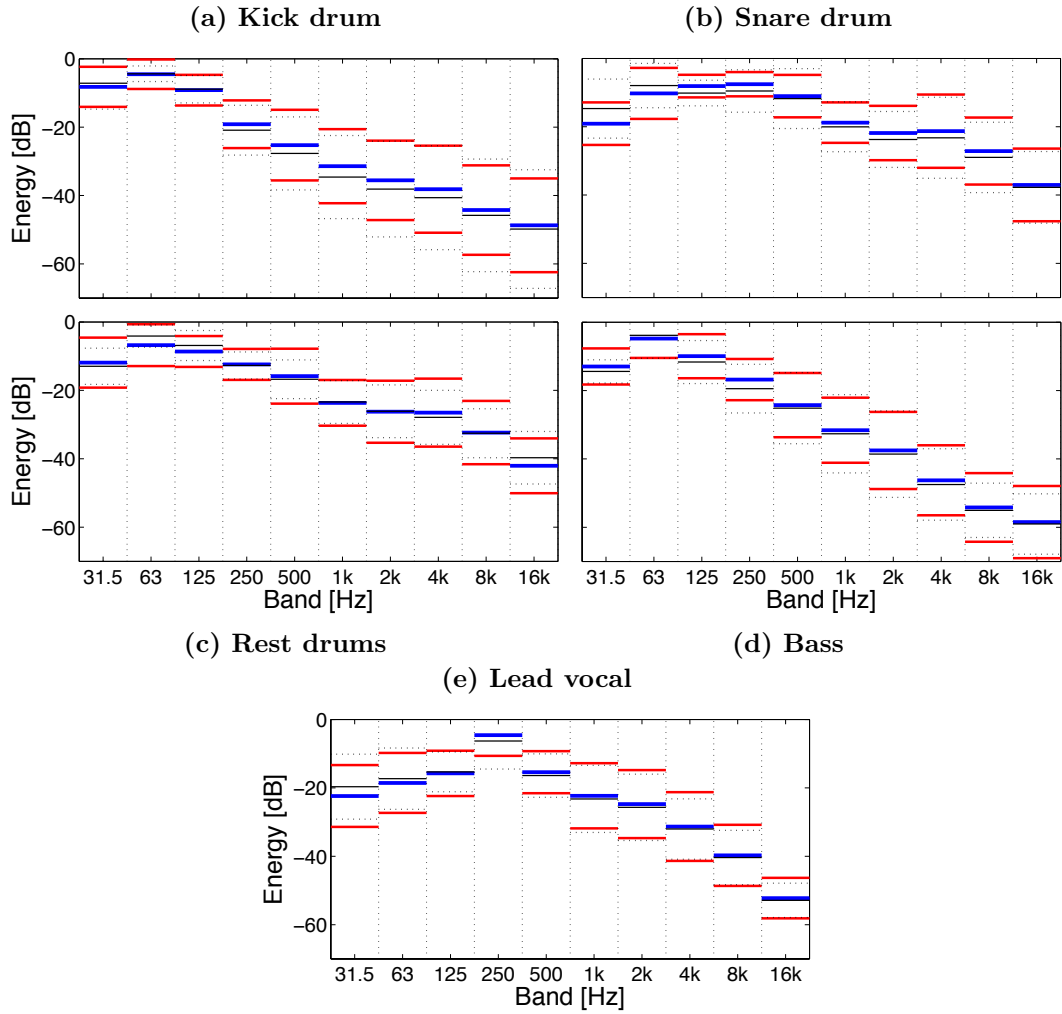 (a) Kick drum
(b) Snare drum
0
−20
−40
−60
Energy [dB]
0
−20
−40
−60
Energy [dB]
31.5 63 125 250 500 1k 2k 4k 8k 16k
Band [Hz]
31.5 63 125 250 500 1k 2k 4k 8k 16k
Band [Hz]
(c) Rest drums
(d) Bass
(e) Lead vocal
0
−20
−40
−60
Energy [dB]
31.5 63 125 250 500 1k 2k 4k 8k 16k
Band [Hz]